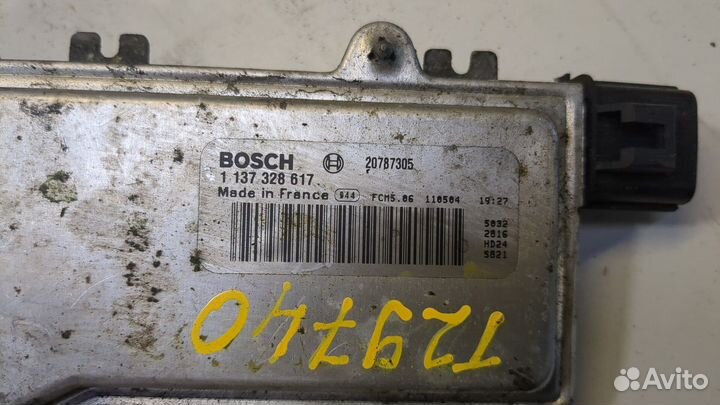 BOSCH 20787305
1 137 328 617
Made in France 944 FCM5.06 110504 19:27
5032
2816
HD24
5821
T29740
Avito